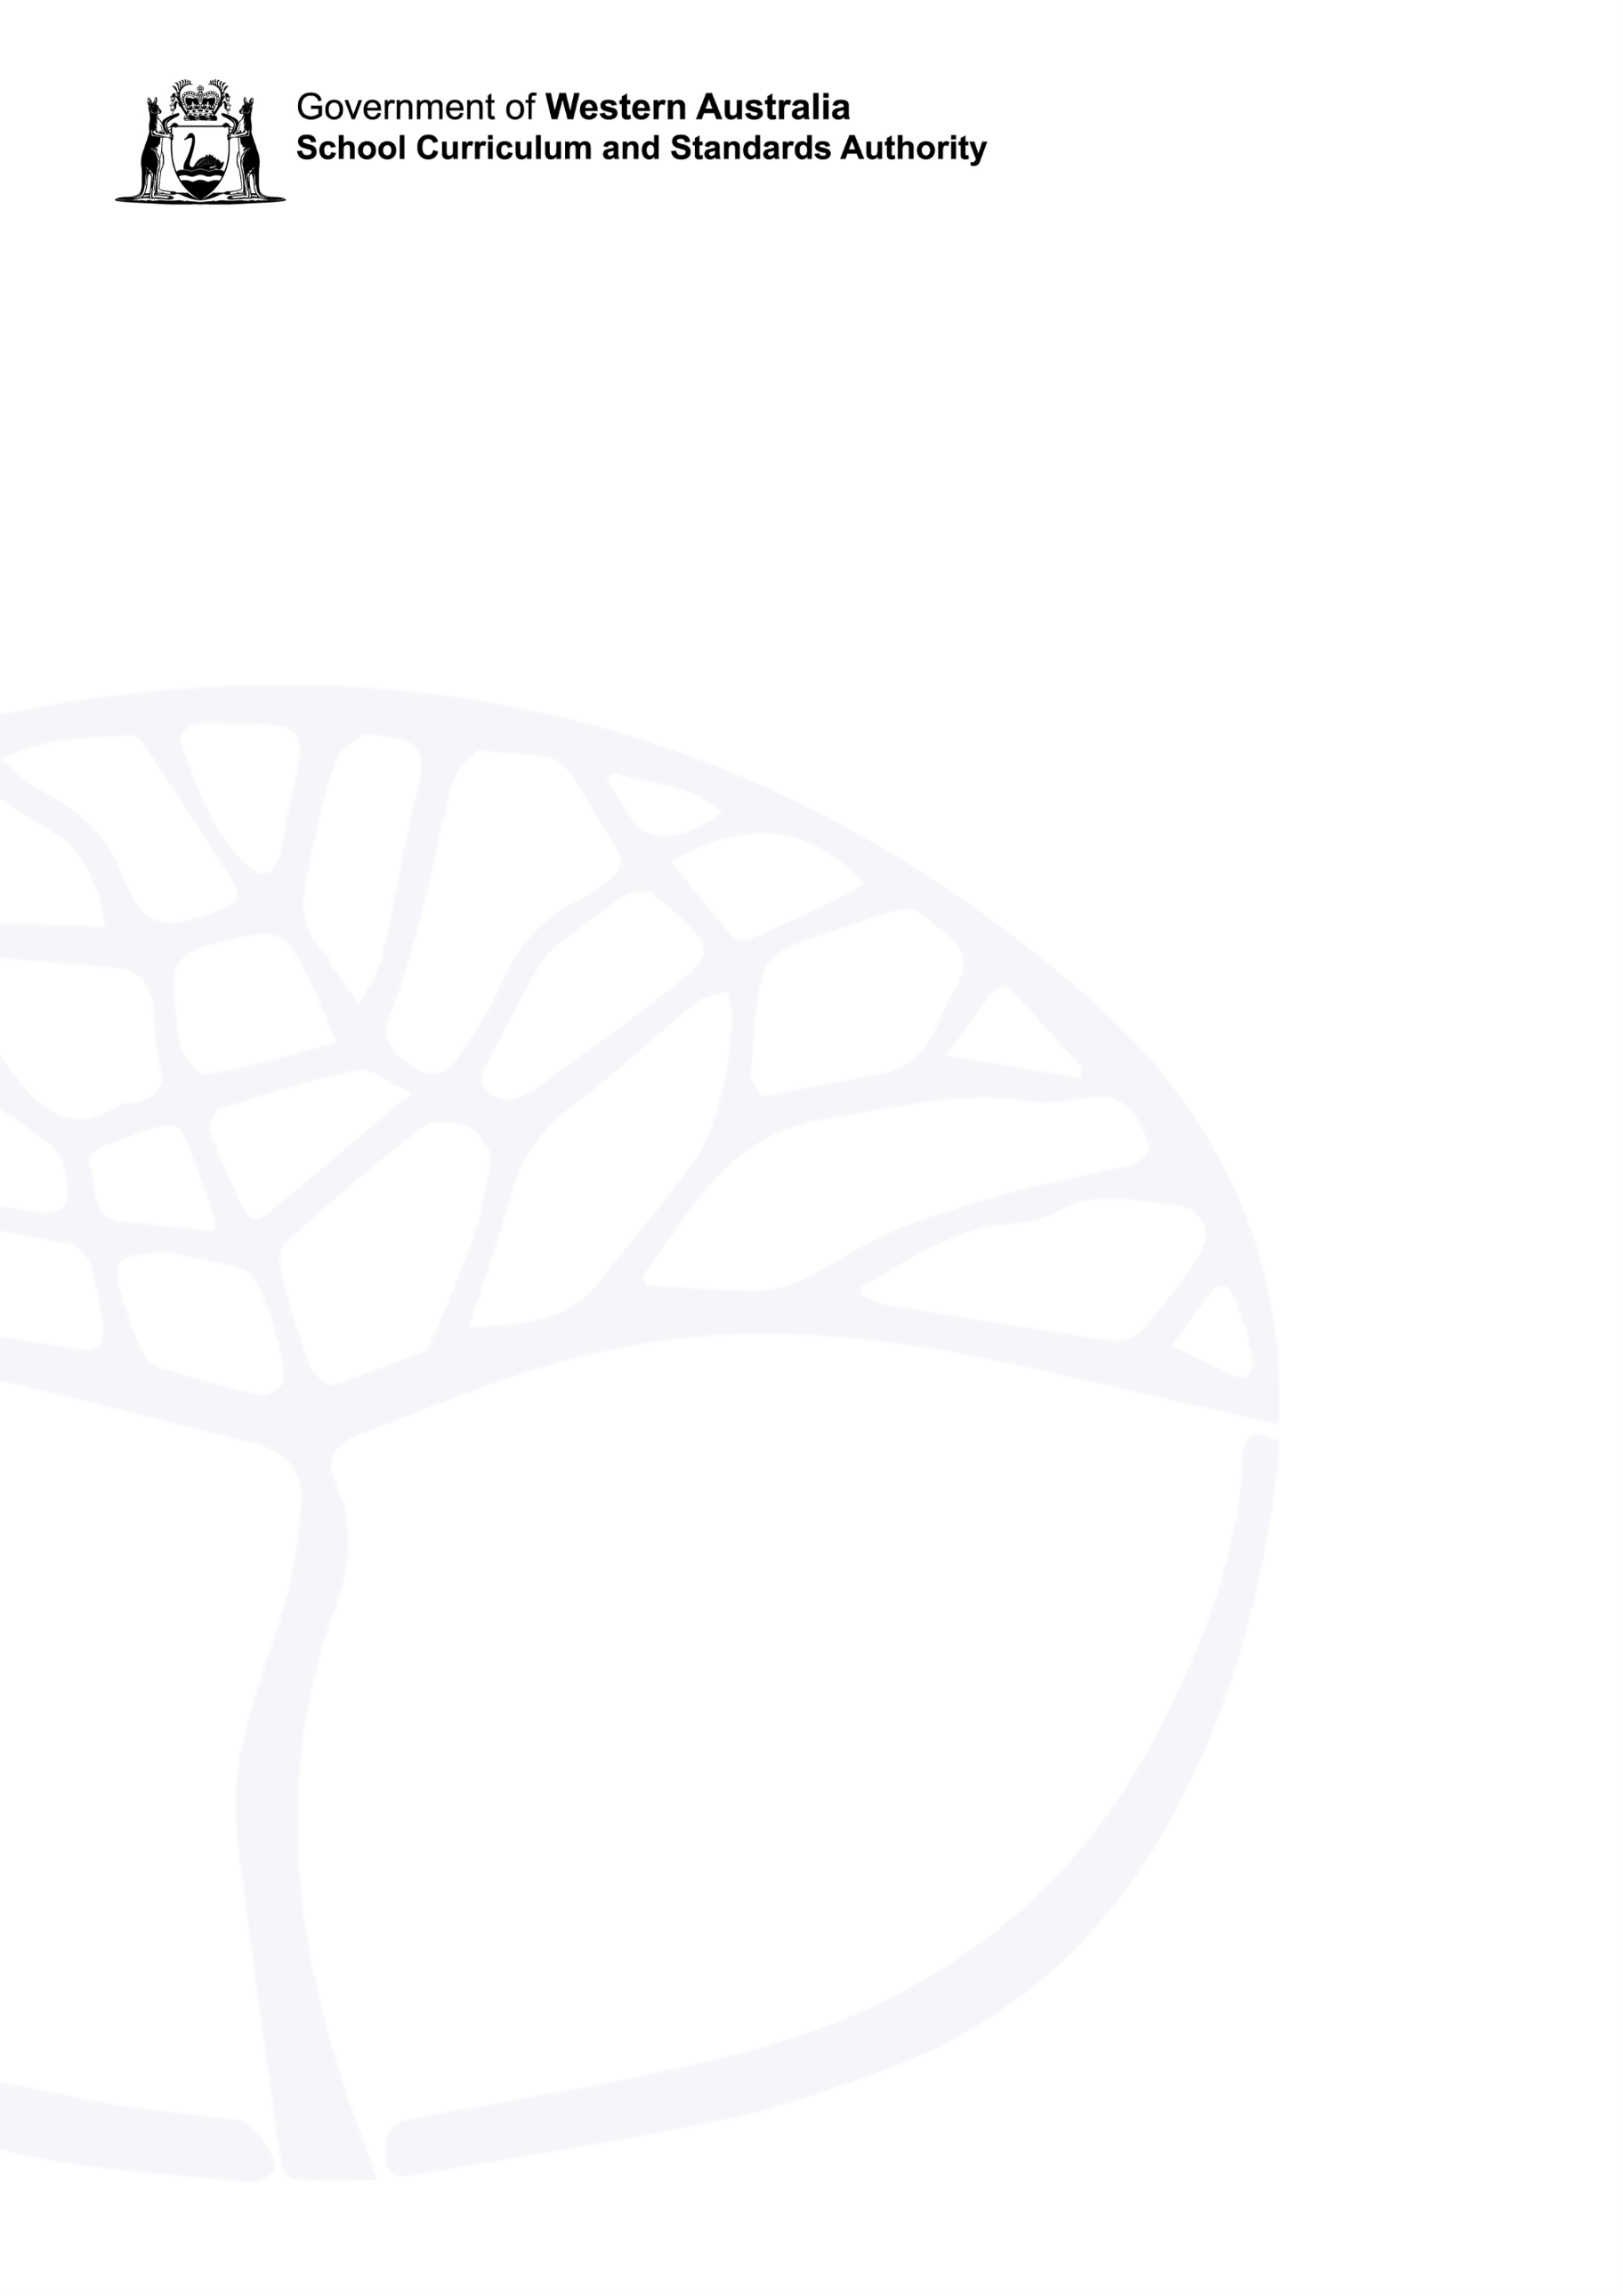 Government of Western Australia
School Curriculum and Standards Authority